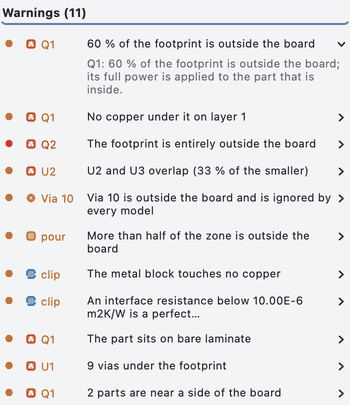 Warnings (11)
Q1 60 % of the footprint is outside the board
Q1: 60 % of the footprint is outside the board;
its full power is applied to the part that is
inside.
Q1 No copper under it on layer 1
Q2 The footprint is entirely outside the board
U2 U2 and U3 overlap (33 % of the smaller)
Via 10 Via 10 is outside the board and is ignored by
every model
pour More than half of the zone is outside the
board
clip The metal block touches no copper
clip An interface resistance below 10.00E-6
m2K/W is a perfect...
Q1 The part sits on bare laminate
U1 9 vias under the footprint
Q1 2 parts are near a side of the board